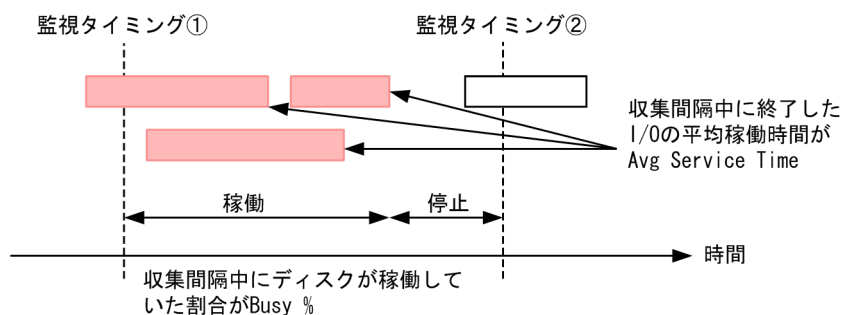 監視タイミング①
監視タイミング②
収集間隔中に終了した
I/Oの平均稼働時間が
Avg Service Time
稼働
停止
時間
収集間隔中にディスクが稼働して
いた割合がBusy %